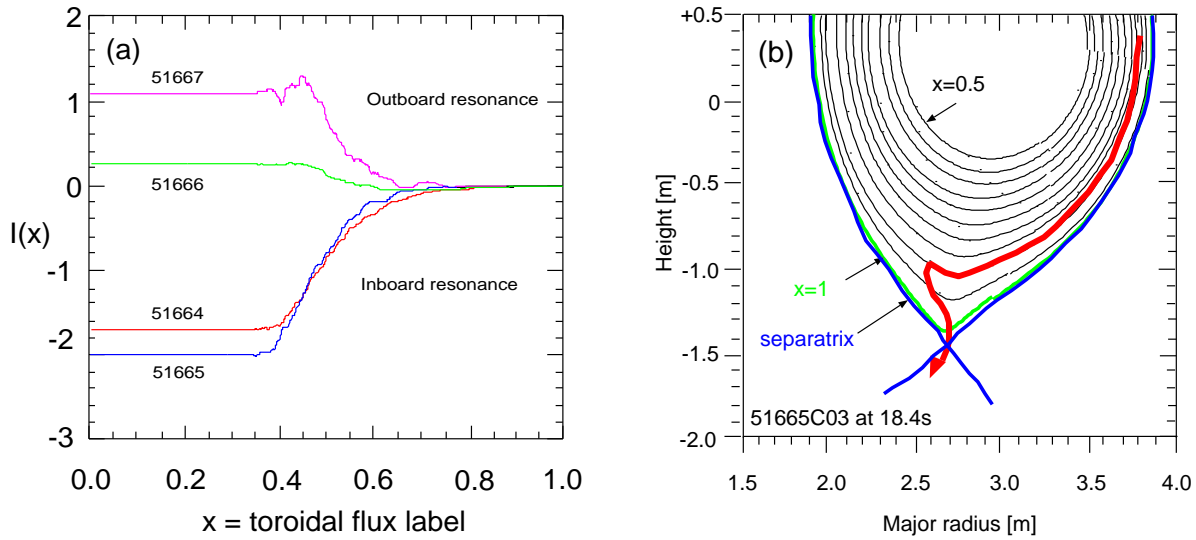 (a)
2
1
0
-1
-2
-3
I(x)
51667
51666
51664
51665
Outboard resonance
Inboard resonance
0.0 0.2 0.4 0.6 0.8 1.0
x = toroidal flux label
(b)
+0.5
0
-0.5
-1.0
-1.5
-2.0
Height [m]
x=0.5
x=1
separatrix
51665C03 at 18.4s
1.5 2.0 2.5 3.0 3.5 4.0
Major radius [m]